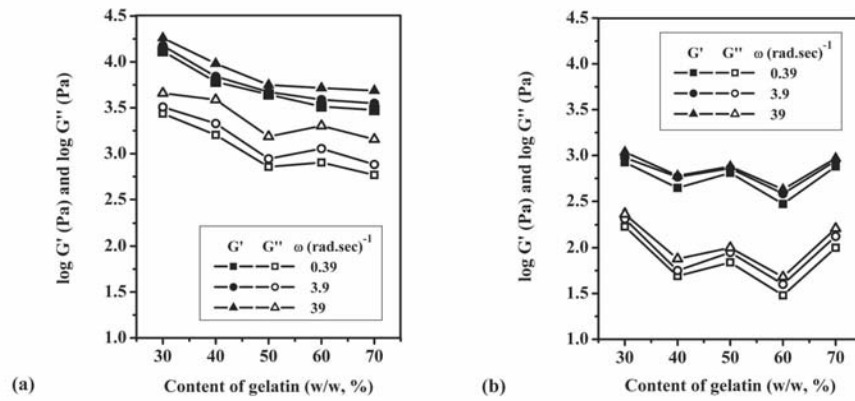 log G' (Pa) and log G'' (Pa)
4.5
4.0
3.5
3.0
2.5
2.0
1.5
1.0
G' G'' ω (rad.sec)⁻¹
0.39
3.9
39
30 40 50 60 70
Content of gelatin (w/w, %)
(a)
log G' (Pa) and log G'' (Pa)
4.5
4.0
3.5
3.0
2.5
2.0
1.5
1.0
G' G'' ω (rad.sec)⁻¹
0.39
3.9
39
30 40 50 60 70
Content of gelatin (w/w, %)
(b)